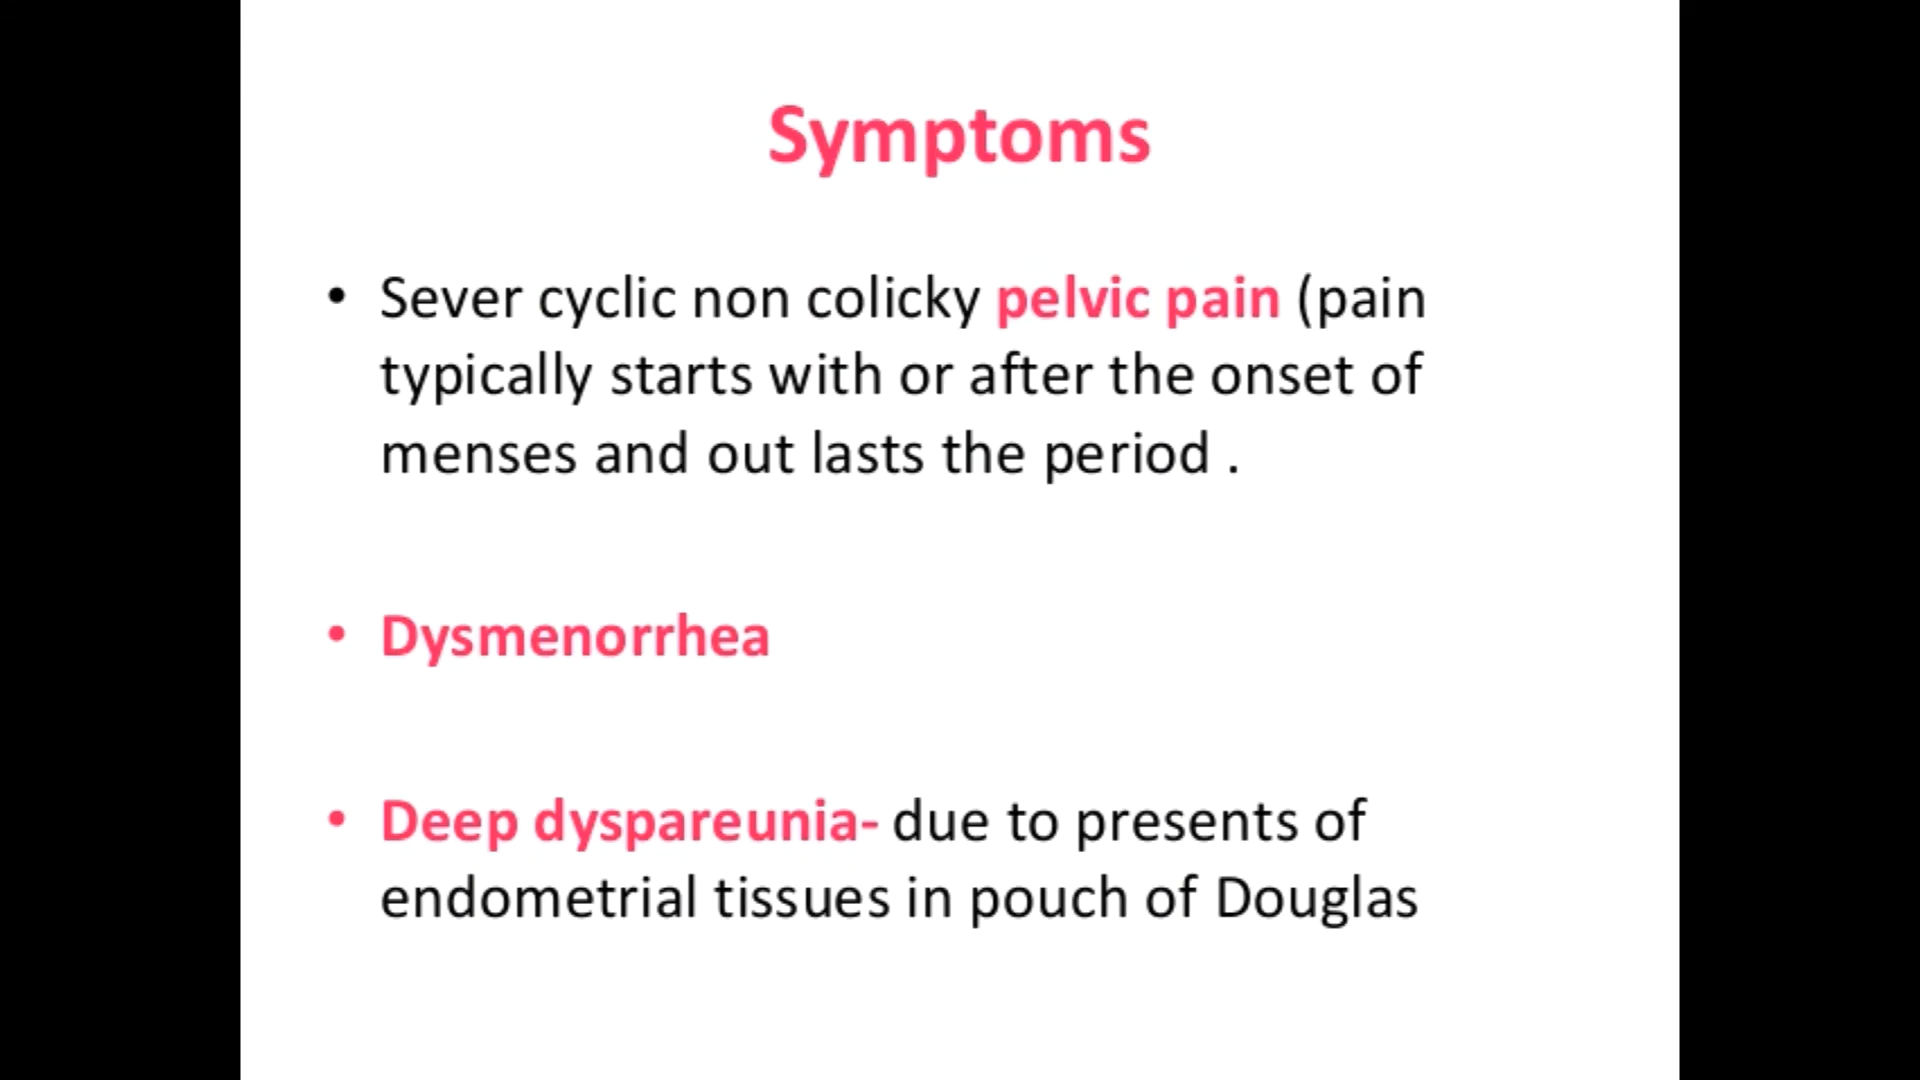 Symptoms
• Sever cyclic non colicky pelvic pain (pain
typically starts with or after the onset of
menses and out lasts the period .
• Dysmenorrhea
• Deep dyspareunia- due to presents of
endometrial tissues in pouch of Douglas